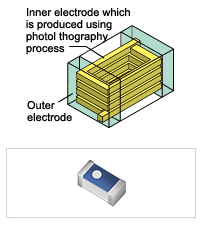 Inner electrode which
is produced using
photol thography
process
Outer
electrode